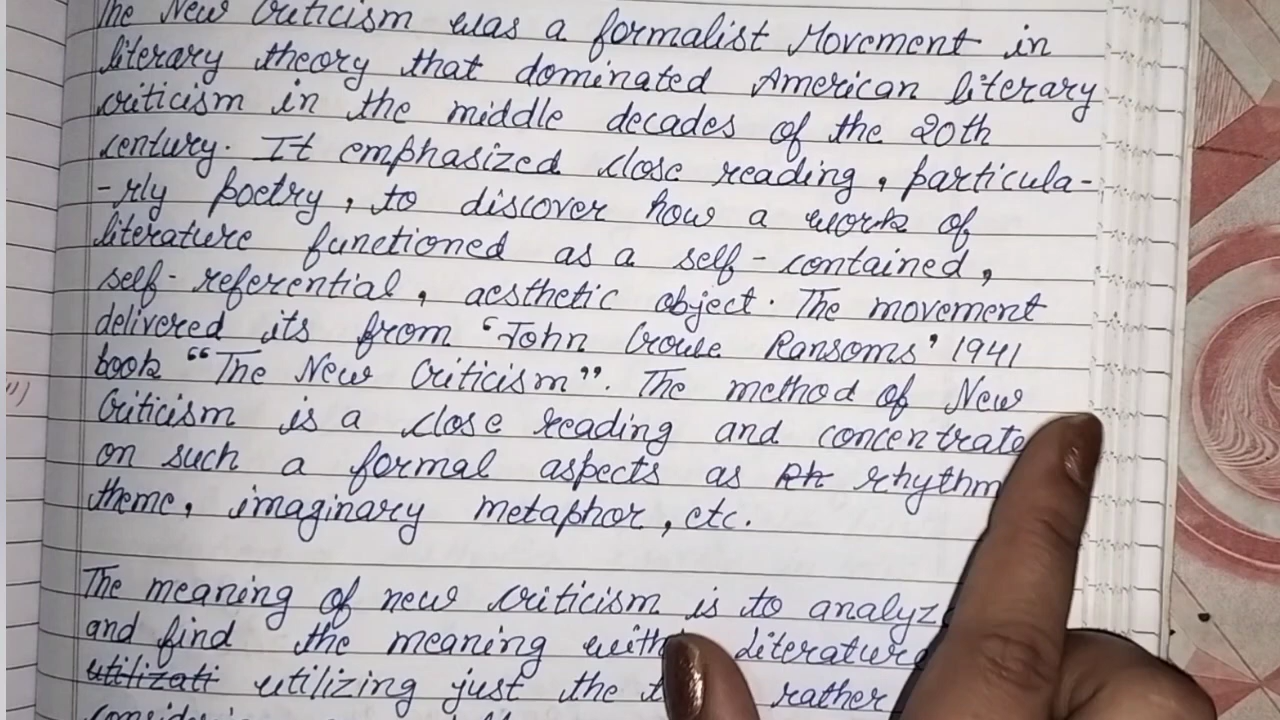 The New Criticism was a formalist Movement in
literary theory that dominated American literary
criticism in the middle decades of the 20th
century. It emphasized close reading, particula-
-rly poetry, to discover how a work of
literature functioned as a self-contained,
self-referential, aesthetic object. The movement
delivered its from 'John Crowe Ransoms' 1941
book "The New Criticism". The method of New
Criticism is a close reading and concentrate
on such a formal aspects as Rh rhythm
theme, imaginary metaphor, etc.
The meaning of new criticism is to analyz
and find the meaning with literature
utilizati utilizing just the rather